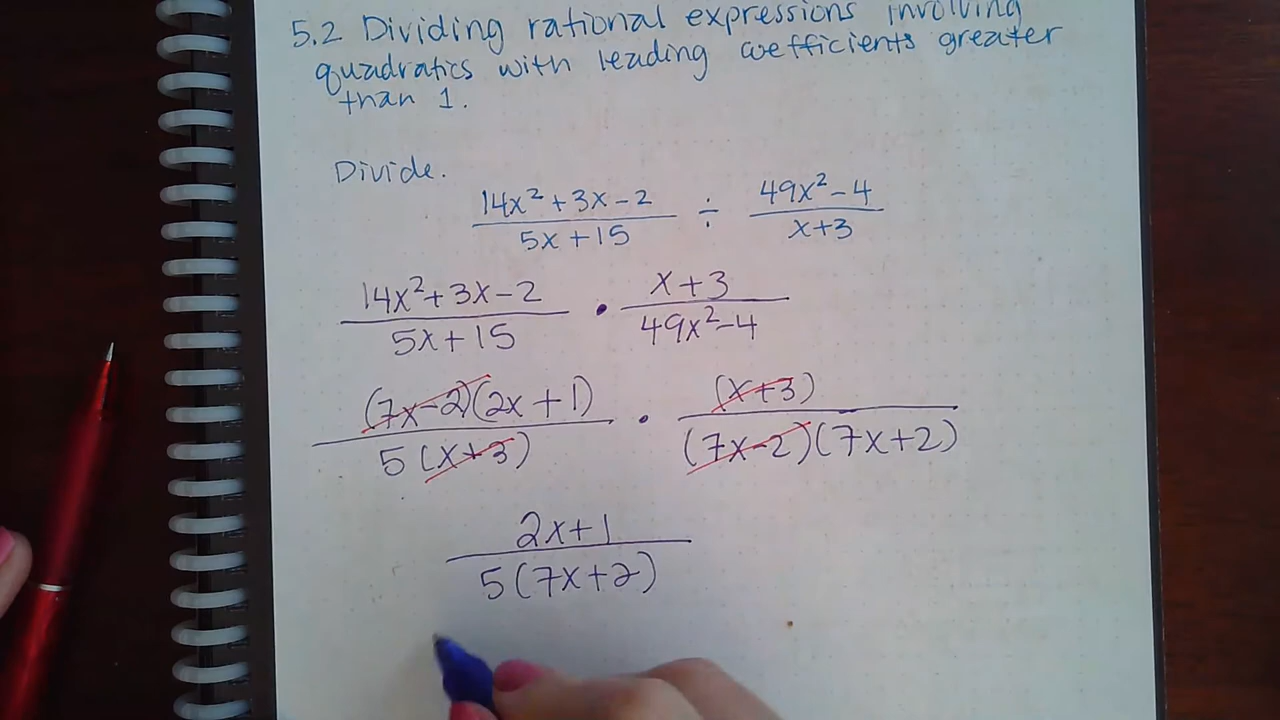 5.2 Dividing rational expressions involving
quadratics with leading coefficients greater
than 1.
Divide.
14x² + 3x - 2 / 5x + 15 ÷ 49x² - 4 / x + 3
14x² + 3x - 2 / 5x + 15 • x + 3 / 49x² - 4
(7x - 2)(2x + 1) / 5(x + 3) • (x + 3) / (7x - 2)(7x + 2)
2x + 1 / 5(7x + 2)